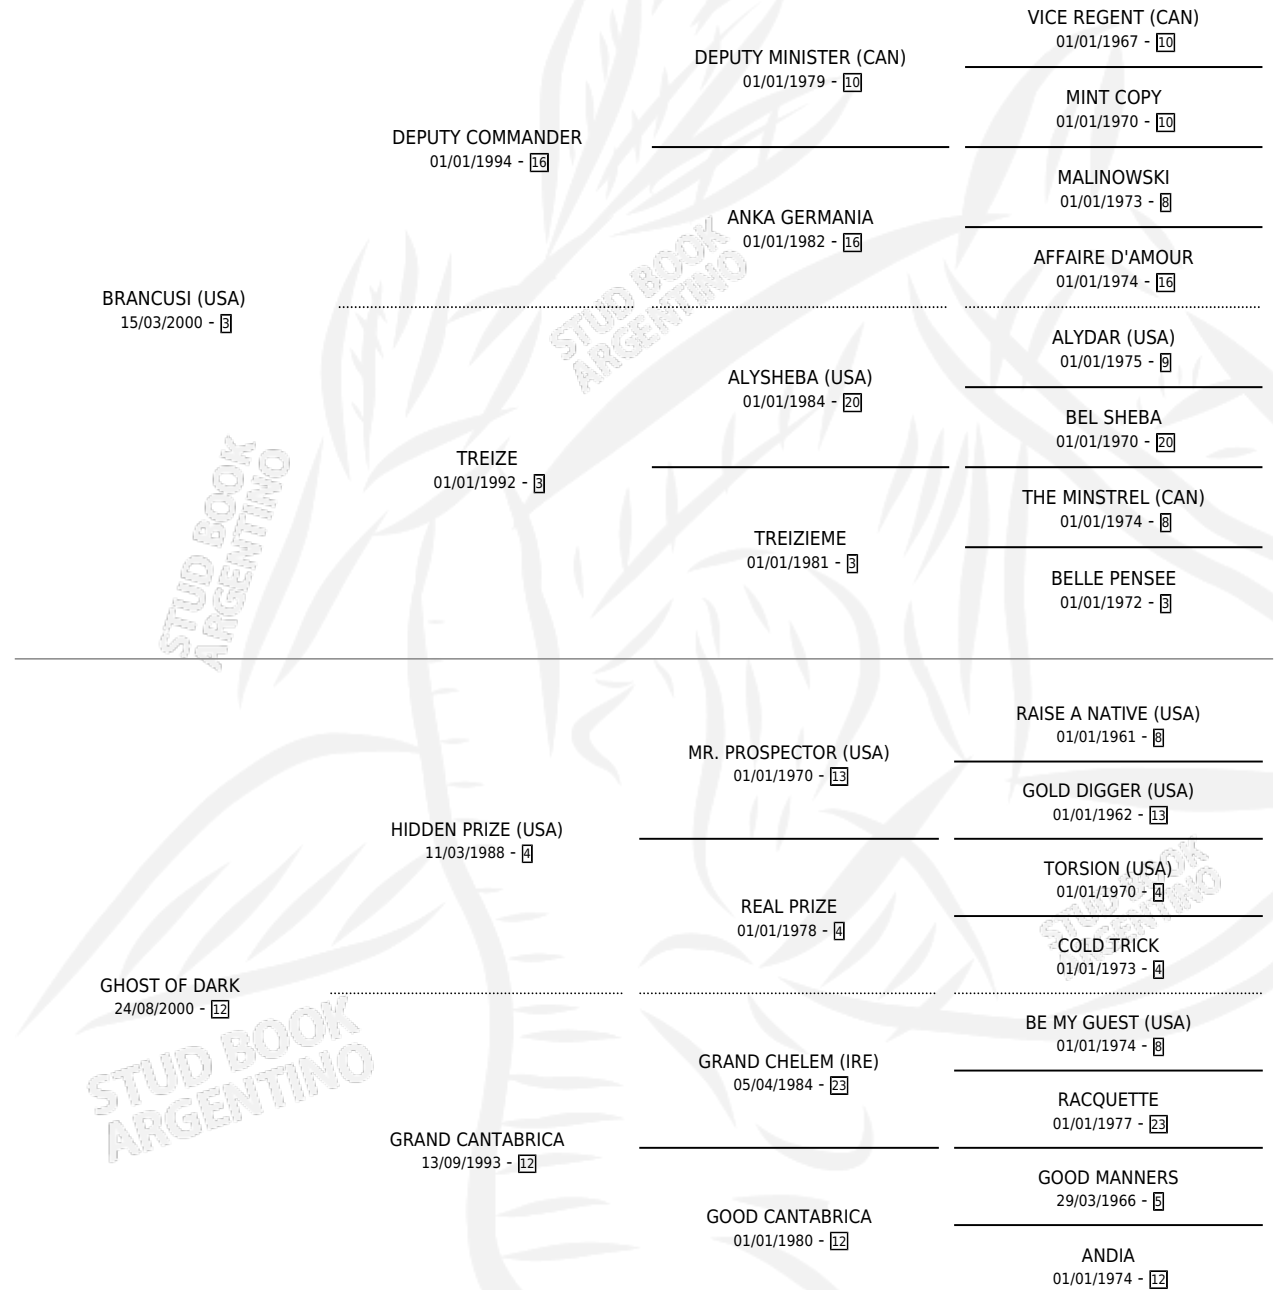 VICE REGENT (CAN)
01/01/1967 - 10
DEPUTY MINISTER (CAN)
01/01/1979 - 10
MINT COPY
01/01/1970 - 10
DEPUTY COMMANDER
01/01/1994 - 16
MALINOWSKI
01/01/1973 - 8
ANKA GERMANIA
01/01/1982 - 16
AFFAIRE D'AMOUR
01/01/1974 - 16
BRANCUSI (USA)
15/03/2000 - 3
ALYDAR (USA)
01/01/1975 - 9
ALYSHEBA (USA)
01/01/1984 - 20
BEL SHEBA
01/01/1970 - 20
TREIZE
01/01/1992 - 3
THE MINSTREL (CAN)
01/01/1974 - 8
TREIZIEME
01/01/1981 - 3
BELLE PENSEE
01/01/1972 - 3
RAISE A NATIVE (USA)
01/01/1961 - 8
MR. PROSPECTOR (USA)
01/01/1970 - 13
GOLD DIGGER (USA)
01/01/1962 - 13
HIDDEN PRIZE (USA)
11/03/1988 - 4
TORSION (USA)
01/01/1970 - 4
REAL PRIZE
01/01/1978 - 4
COLD TRICK
01/01/1973 - 4
GHOST OF DARK
24/08/2000 - 12
BE MY GUEST (USA)
01/01/1974 - 8
GRAND CHELEM (IRE)
05/04/1984 - 23
RACQUETTE
01/01/1977 - 23
GRAND CANTABRICA
13/09/1993 - 12
GOOD MANNERS
29/03/1966 - 5
GOOD CANTABRICA
01/01/1980 - 12
ANDIA
01/01/1974 - 12
STUD BOOK
ARGENTINO
STUD BOOK
ARGENTINO
STUD BOOK
ARGENTINO
STUD BOOK
ARGENTINO